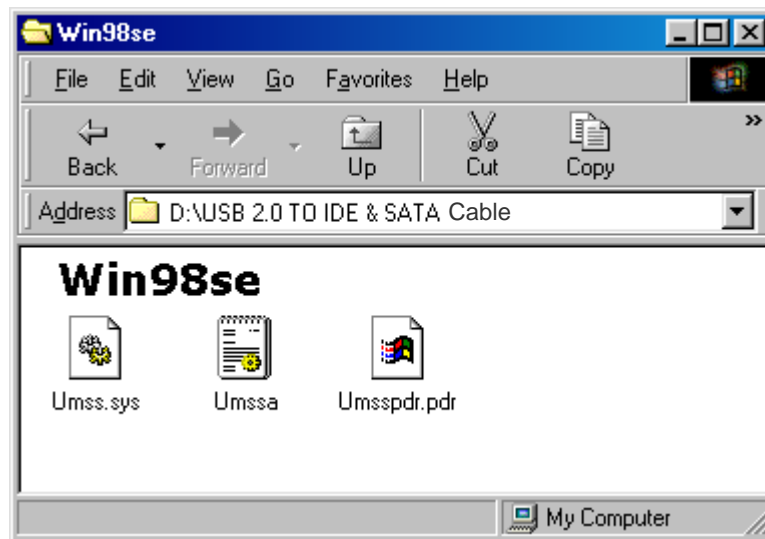 Win98se
File Edit View Go Favorites Help
Back Forward Up Cut Copy »
Address D:\USB 2.0 TO IDE & SATA Cable
Win98se
Umss.sys Umssa Umsspdr.pdr
My Computer